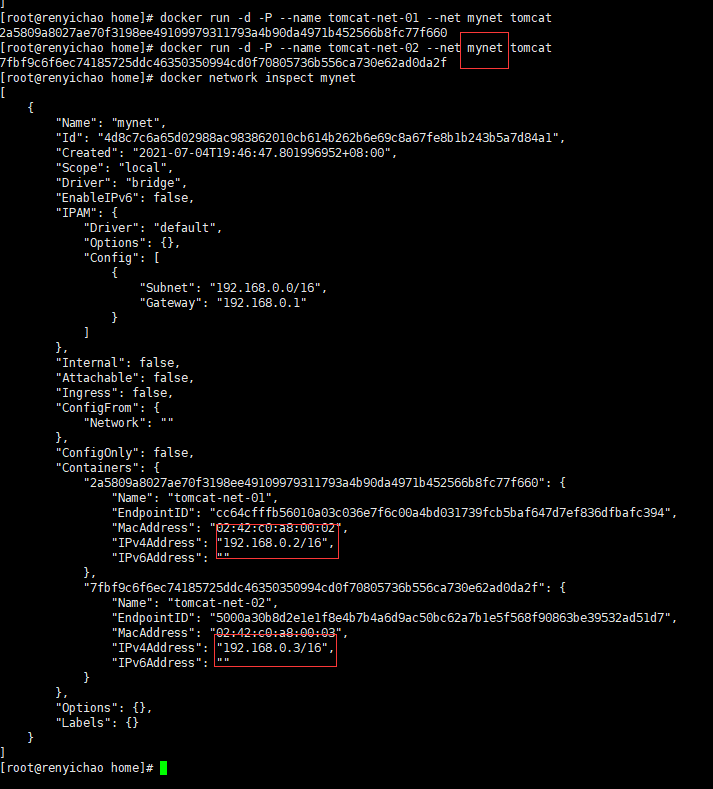 ]
[root@renyichao home]# docker run -d -P --name tomcat-net-01 --net mynet tomcat
2a5809a8027ae70f3198ee49109979311793a4b90da4971b452566b8fc77f660
[root@renyichao home]# docker run -d -P --name tomcat-net-02 --net mynet tomcat
7fbf9c6f6ec74185725ddc46350350994cd0f70805736b556ca730e62ad0da2f
[root@renyichao home]# docker network inspect mynet
[
    {
        "Name": "mynet",
        "Id": "4d8c7c6a65d02988ac983862010cb614b262b6e69c8a67fe8b1b243b5a7d84a1",
        "Created": "2021-07-04T19:46:47.801996952+08:00",
        "Scope": "local",
        "Driver": "bridge",
        "EnableIPv6": false,
        "IPAM": {
            "Driver": "default",
            "Options": {},
            "Config": [
                {
                    "Subnet": "192.168.0.0/16",
                    "Gateway": "192.168.0.1"
                }
            ]
        },
        "Internal": false,
        "Attachable": false,
        "Ingress": false,
        "ConfigFrom": {
            "Network": ""
        },
        "ConfigOnly": false,
        "Containers": {
            "2a5809a8027ae70f3198ee49109979311793a4b90da4971b452566b8fc77f660": {
                "Name": "tomcat-net-01",
                "EndpointID": "cc64cfffb56010a03c036e7f6c00a4bd031739fcb5baf647d7ef836dfbafc394",
                "MacAddress": "02:42:c0:a8:00:02",
                "IPv4Address": "192.168.0.2/16",
                "IPv6Address": ""
            },
            "7fbf9c6f6ec74185725ddc46350350994cd0f70805736b556ca730e62ad0da2f": {
                "Name": "tomcat-net-02",
                "EndpointID": "5000a30b8d2e1e1f8e4b7b4a6d9ac50bc62a7b1e5f568f90863be39532ad51d7",
                "MacAddress": "02:42:c0:a8:00:03",
                "IPv4Address": "192.168.0.3/16",
                "IPv6Address": ""
            }
        },
        "Options": {},
        "Labels": {}
    }
]
[root@renyichao home]#